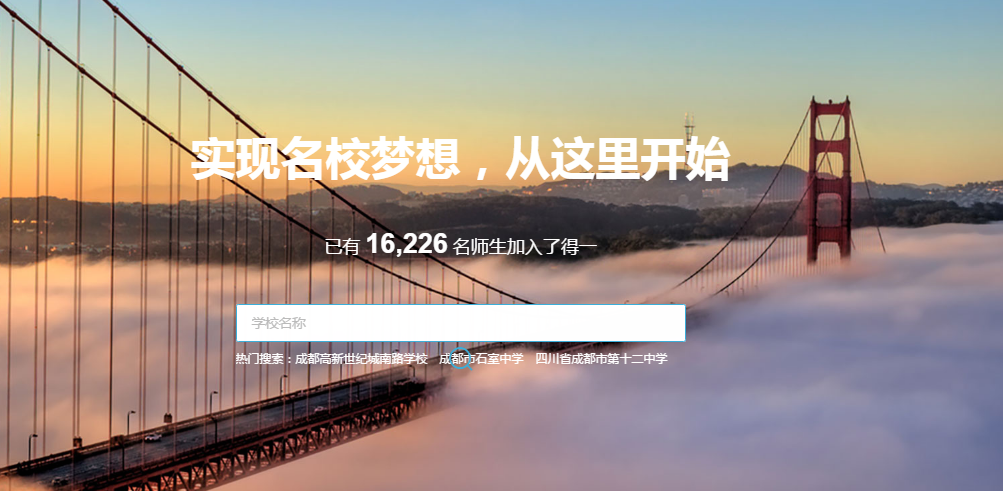 实现名校梦想，从这里开始
已有 16,226 名师生加入了得一
学校名称
热门搜索：成都高新世纪城南路学校 成都市石室中学 四川省成都市第十二中学